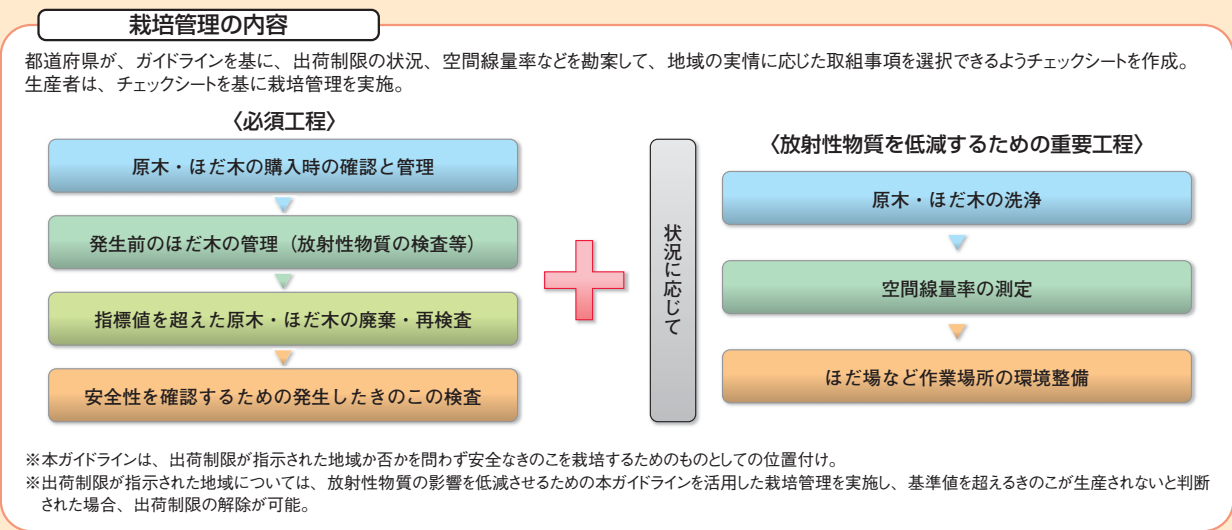 栽培管理の内容
都道府県が、ガイドラインを基に、出荷制限の状況、空間線量率などを勘案して、地域の実情に応じた取組事項を選択できるようチェックシートを作成。
生産者は、チェックシートを基に栽培管理を実施。
〈必須工程〉
原木・ほだ木の購入時の確認と管理
発生前のほだ木の管理（放射性物質の検査等）
指標値を超えた原木・ほだ木の廃棄・再検査
安全性を確認するための発生したきのこの検査
状況に応じて
〈放射性物質を低減するための重要工程〉
原木・ほだ木の洗浄
空間線量率の測定
ほだ場など作業場所の環境整備
※本ガイドラインは、出荷制限が指示された地域か否かを問わず安全なきのこを栽培するためのものとしての位置付け。
※出荷制限が指示された地域については、放射性物質の影響を低減させるための本ガイドラインを活用した栽培管理を実施し、基準値を超えるきのこが生産されないと判断
された場合、出荷制限の解除が可能。